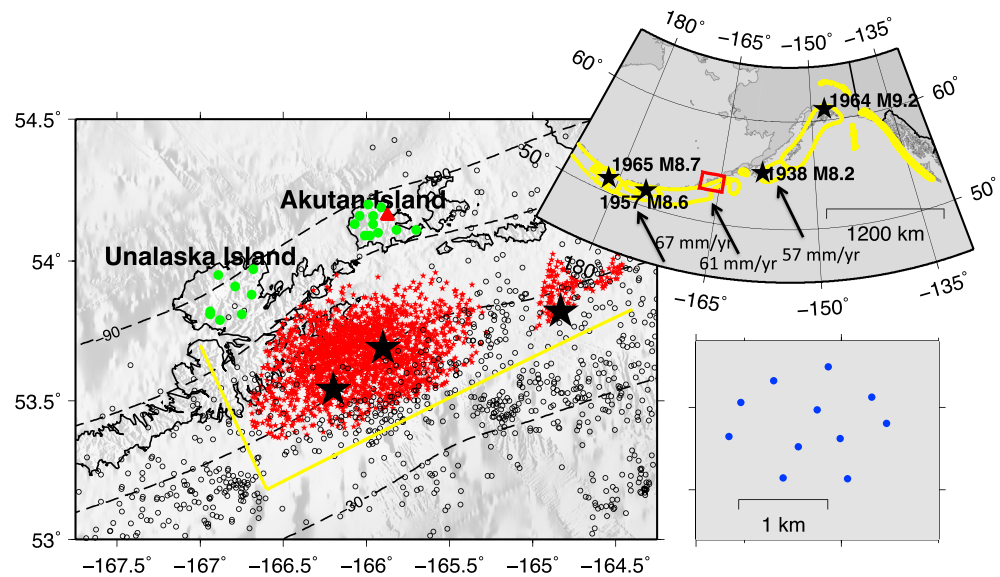 180° −165° −150° −135°
60°
1964 M9.2
60°
1965 M8.7
1938 M8.2
1957 M8.6
50°
1200 km
67 mm/yr
61 mm/yr
57 mm/yr
−165°
−150°
−135°
54.5°
54°
53.5°
53°
50
90
Akutan Island
Unalaska Island
180
90
30
−167.5 −167 −166.5 −166 −165.5 −165 −164.5
1 km